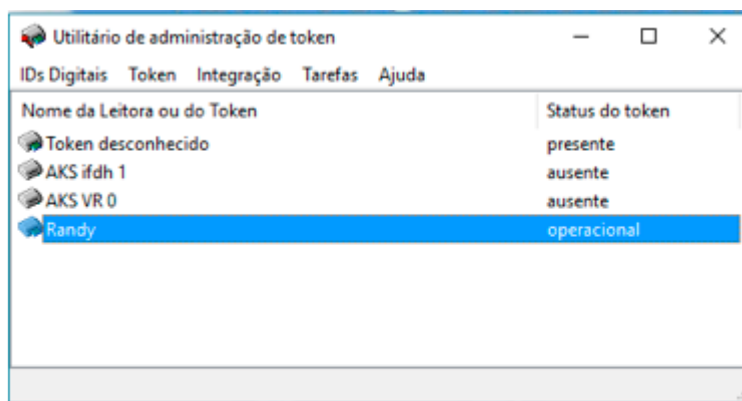 Utilitário de administração de token
IDs Digitais Token Integração Tarefas Ajuda
Nome da Leitora ou do Token Status do token
Token desconhecido presente
AKS ifdh 1 ausente
AKS VR 0 ausente
Randy operacional